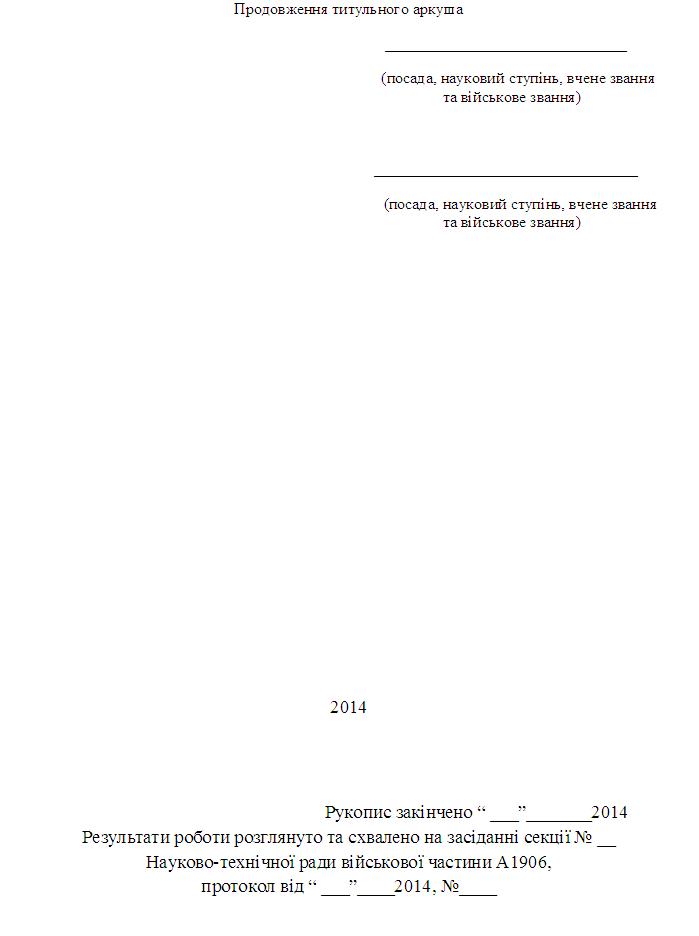 Продовження титульного аркуша
____________________________
(посада, науковий ступінь, вчене звання
та військове звання)
______________________________
(посада, науковий ступінь, вчене звання
та військове звання)
2014
Рукопис закінчено “ ___”_______2014
Результати роботи розглянуто та схвалено на засіданні секції № __
Науково-технічної ради військової частини А1906,
протокол від “ ___”____2014, №____